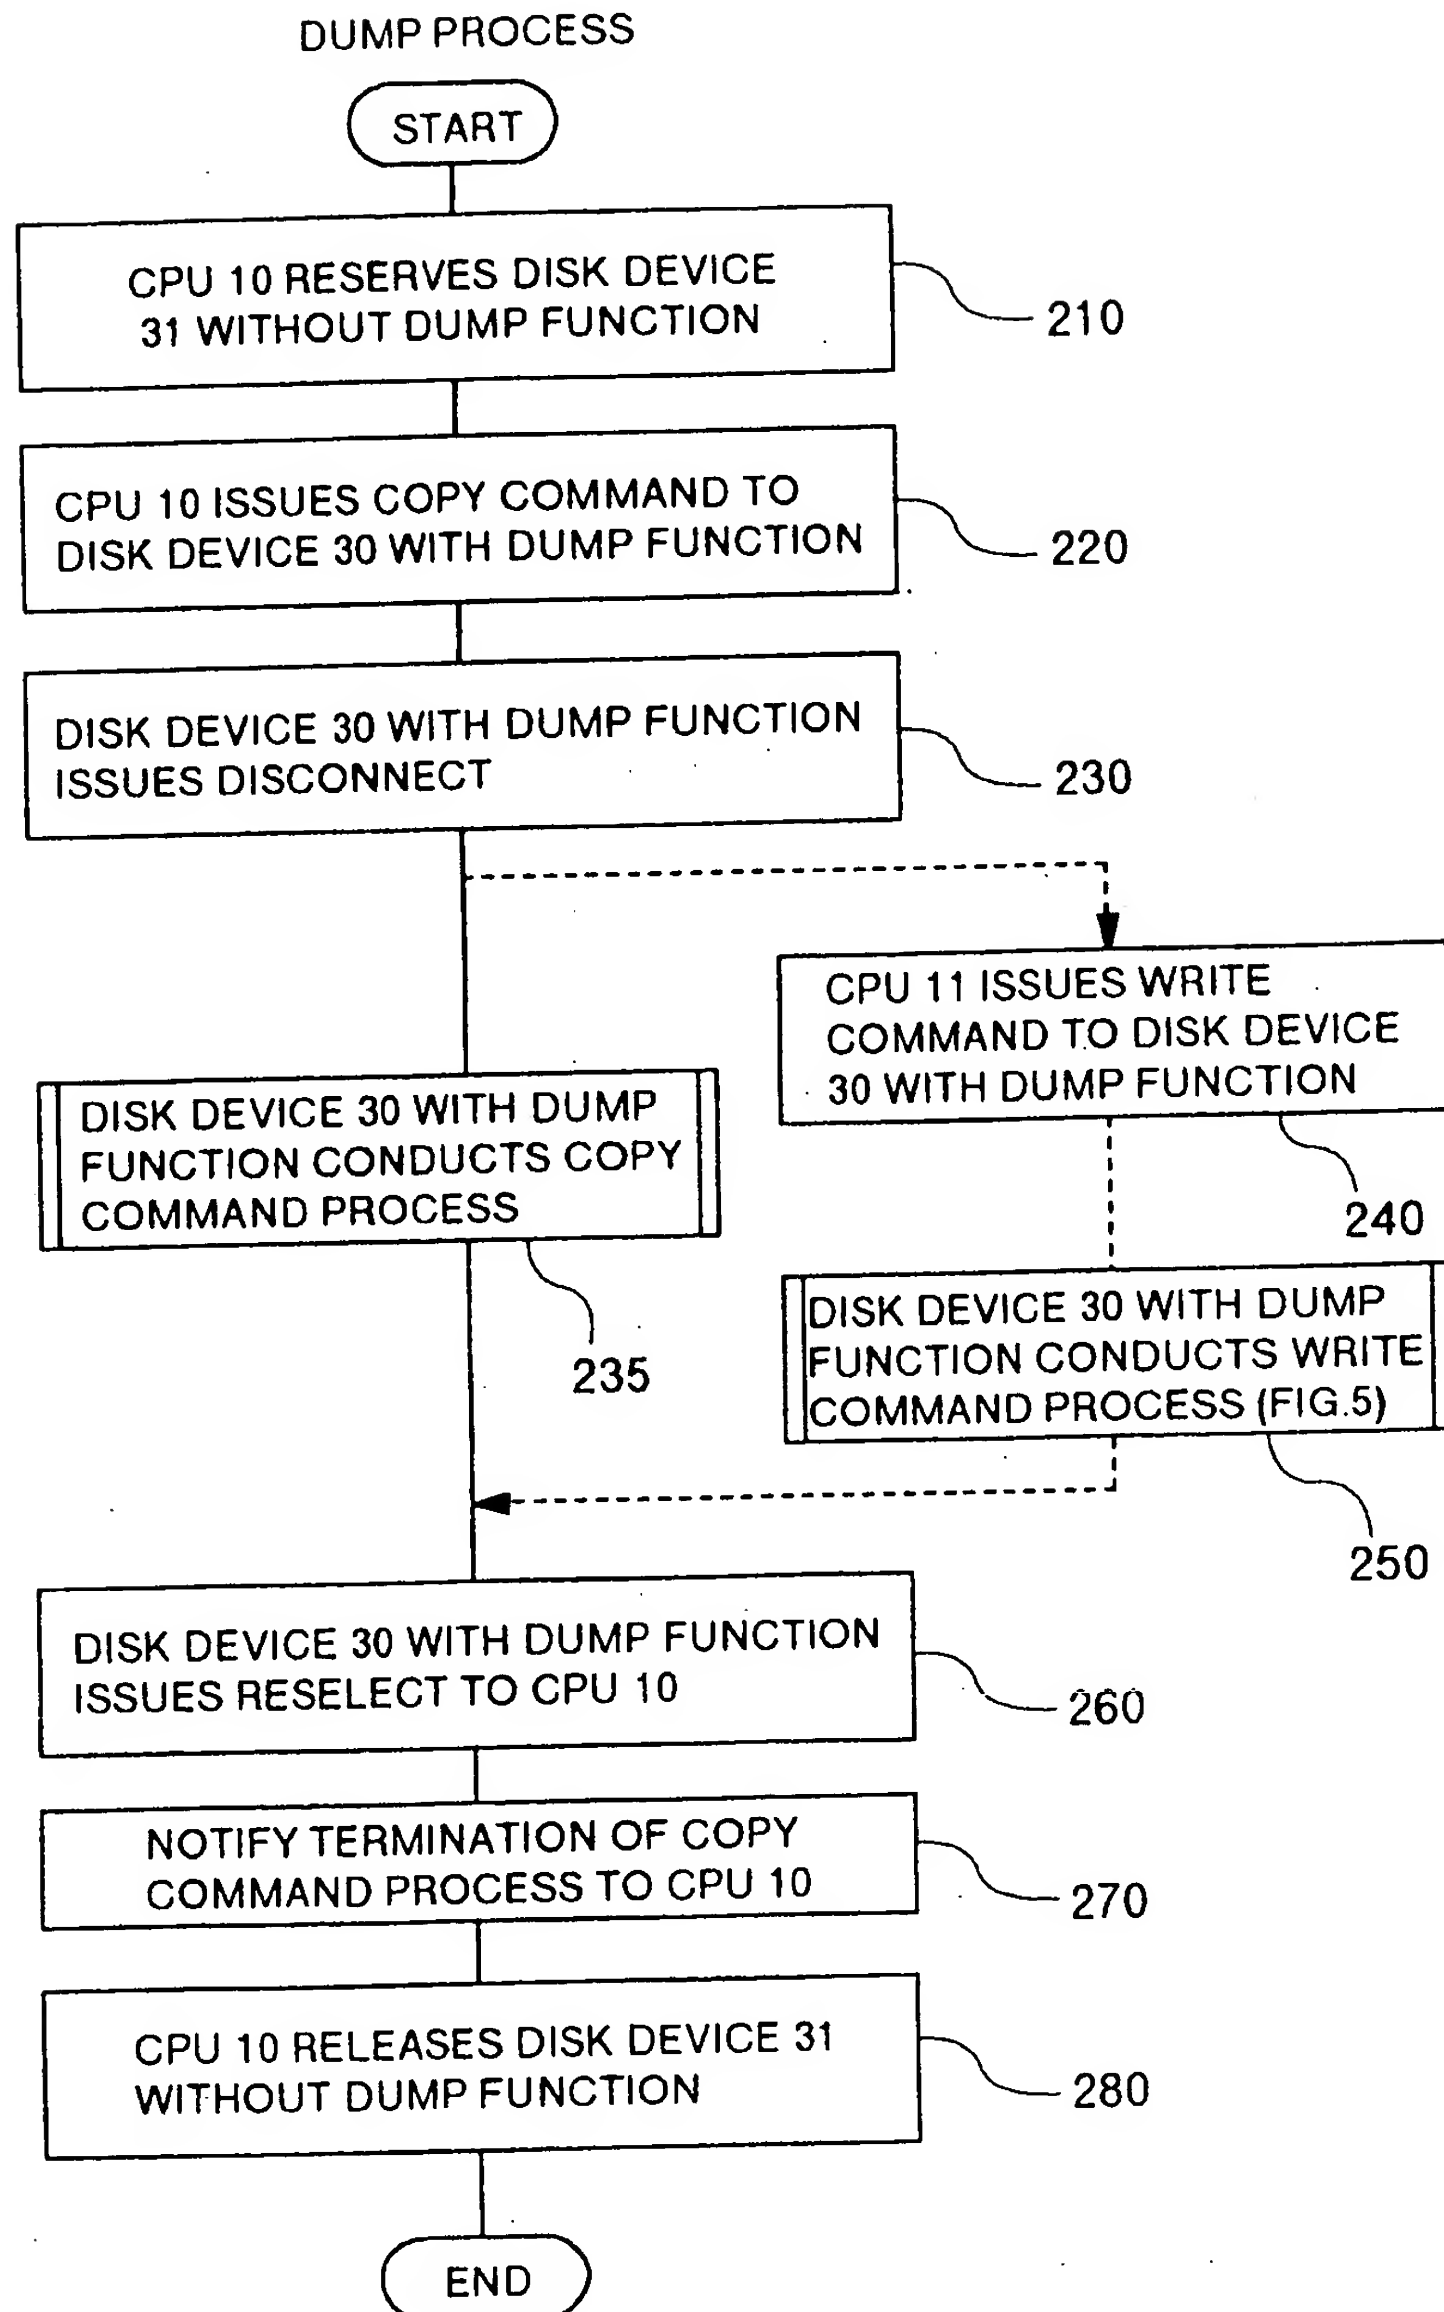 DUMP PROCESS
START
CPU 10 RESERVES DISK DEVICE
31 WITHOUT DUMP FUNCTION
210
CPU 10 ISSUES COPY COMMAND TO
DISK DEVICE 30 WITH DUMP FUNCTION
220
DISK DEVICE 30 WITH DUMP FUNCTION
ISSUES DISCONNECT
230
CPU 11 ISSUES WRITE
COMMAND TO DISK DEVICE
30 WITH DUMP FUNCTION
240
DISK DEVICE 30 WITH DUMP
FUNCTION CONDUCTS COPY
COMMAND PROCESS
235
DISK DEVICE 30 WITH DUMP
FUNCTION CONDUCTS WRITE
COMMAND PROCESS (FIG.5)
250
DISK DEVICE 30 WITH DUMP FUNCTION
ISSUES RESELECT TO CPU 10
260
NOTIFY TERMINATION OF COPY
COMMAND PROCESS TO CPU 10
270
CPU 10 RELEASES DISK DEVICE 31
WITHOUT DUMP FUNCTION
280
END